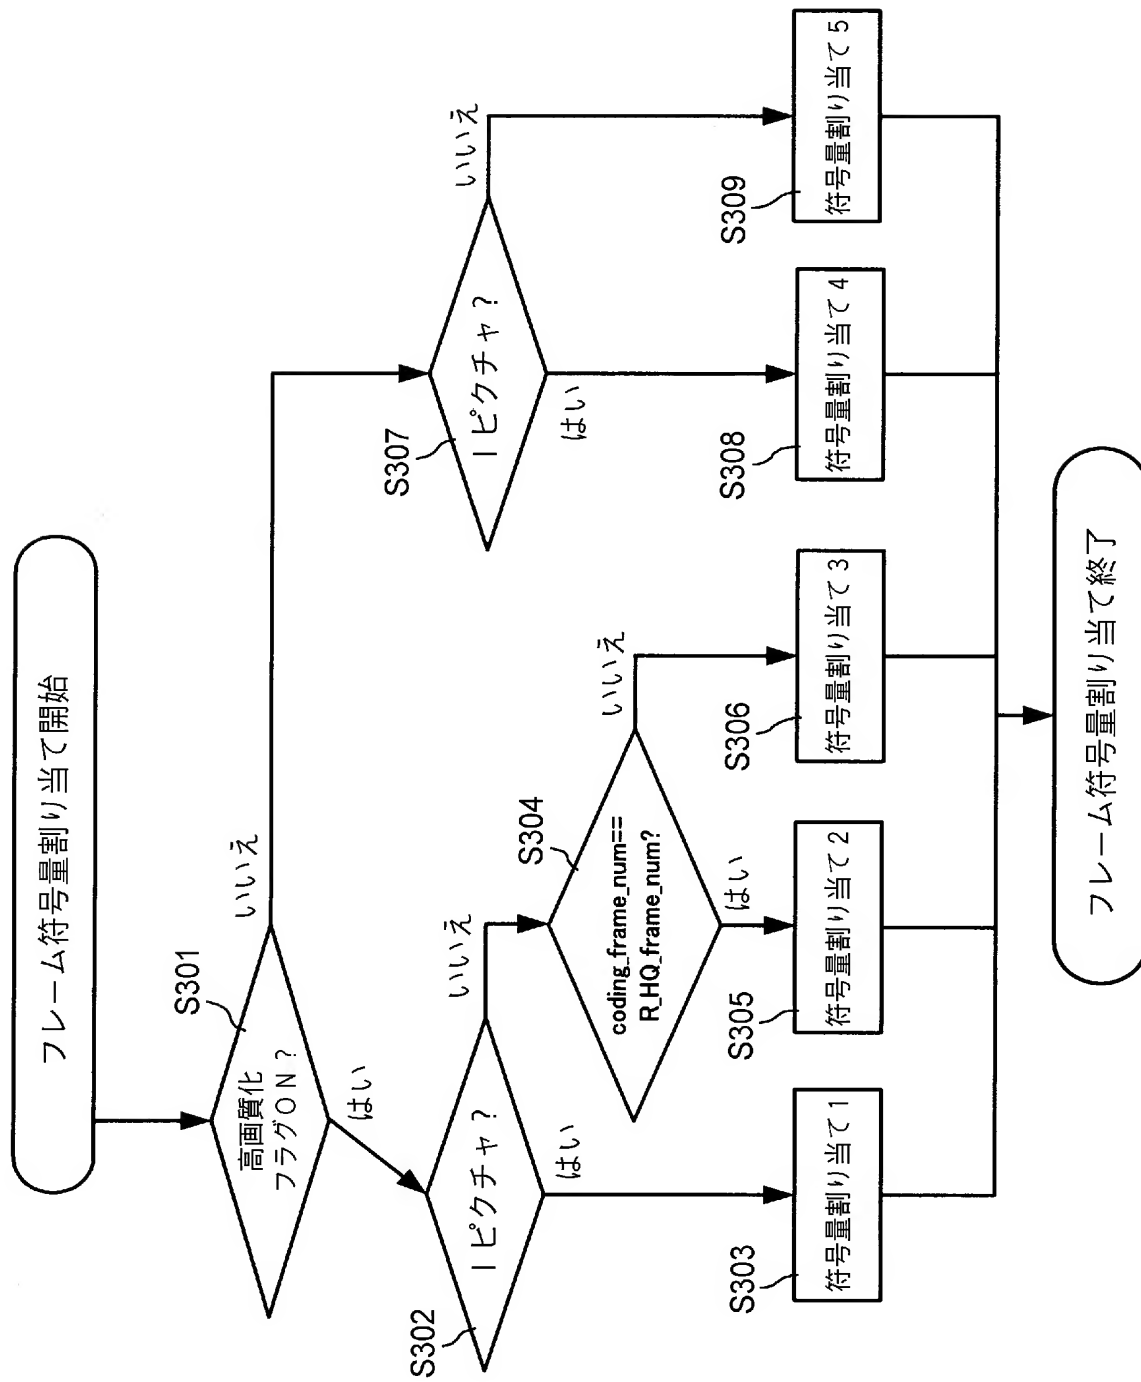 フレーム符号量割り当て開始
S301
高画質化
フラグON?
いいえ
はい
S302
Iピクチャ?
いいえ
はい
S307
Iピクチャ?
いいえ
はい
S304
coding_frame_num==
R_HQ_frame_num?
いいえ
はい
S303
符号量割り当て1
S305
符号量割り当て2
S306
符号量割り当て3
S308
符号量割り当て4
S309
符号量割り当て5
フレーム符号量割り当て終了